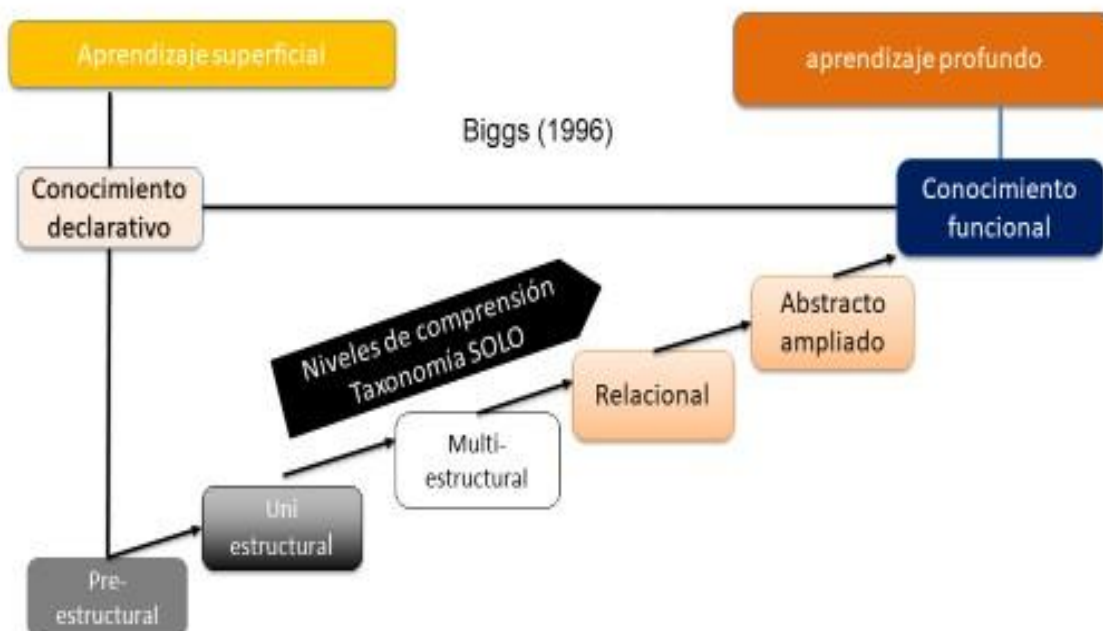 Aprendizaje superficial
aprendizaje profundo
Biggs (1996)
Conocimiento
declarativo
Conocimiento
funcional
Niveles de comprensión
Taxonomía SOLO
Abstracto
ampliado
Relacional
Multi-
estructural
Uni
estructural
Pre-
estructural